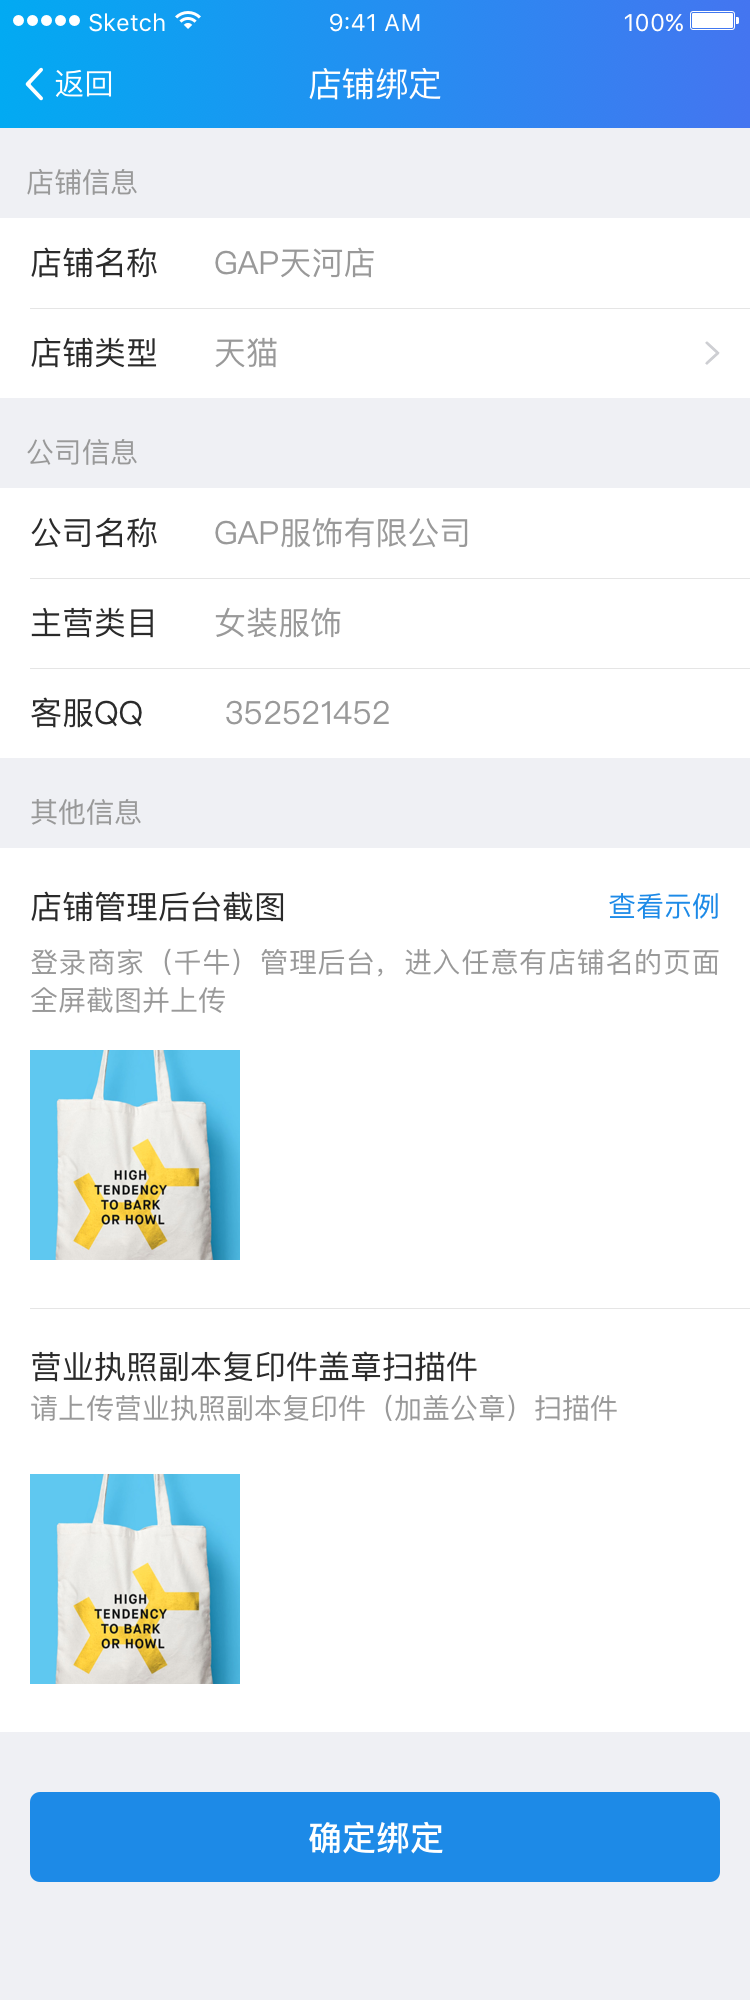 Sketch 9:41 AM 100%
返回 店铺绑定
店铺信息
店铺名称 GAP天河店
店铺类型 天猫
公司信息
公司名称 GAP服饰有限公司
主营类目 女装服饰
客服QQ 352521452
其他信息
店铺管理后台截图 查看示例
登录商家（千牛）管理后台，进入任意有店铺名的页面
全屏截图并上传
HIGH
TENDENCY
TO BARK
OR HOWL
营业执照副本复印件盖章扫描件
请上传营业执照副本复印件（加盖公章）扫描件
HIGH
TENDENCY
TO BARK
OR HOWL
确定绑定